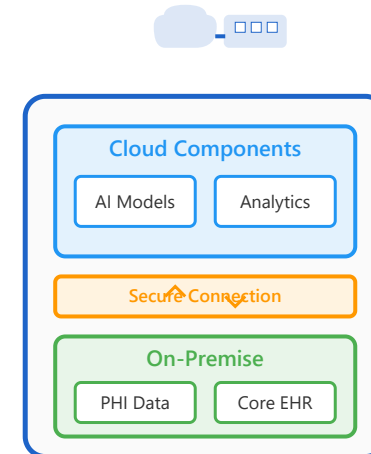 Cloud Components
AI Models
Analytics
Secure Connection
On-Premise
PHI Data
Core EHR